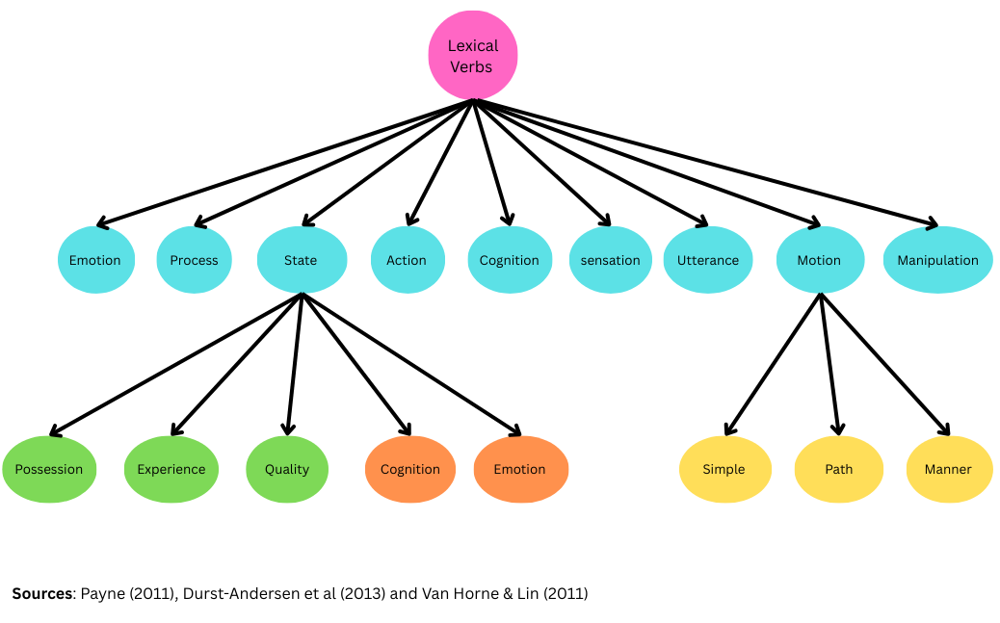 Lexical
Verbs
Emotion
Process
State
Action
Cognition
sensation
Utterance
Motion
Manipulation
Possession
Experience
Quality
Cognition
Emotion
Simple
Path
Manner
Sources: Payne (2011), Durst-Andersen et al (2013) and Van Horne & Lin (2011)